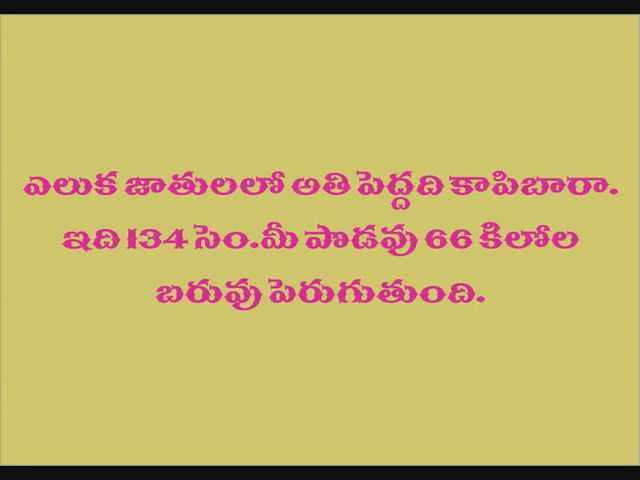 ఎలుక జాతులలో అతి పెద్దది కాపిబారా.
ఇది 134 సెం.మీ పొడవు 66 కిలోల
బరువు పెరుగుతుంది.